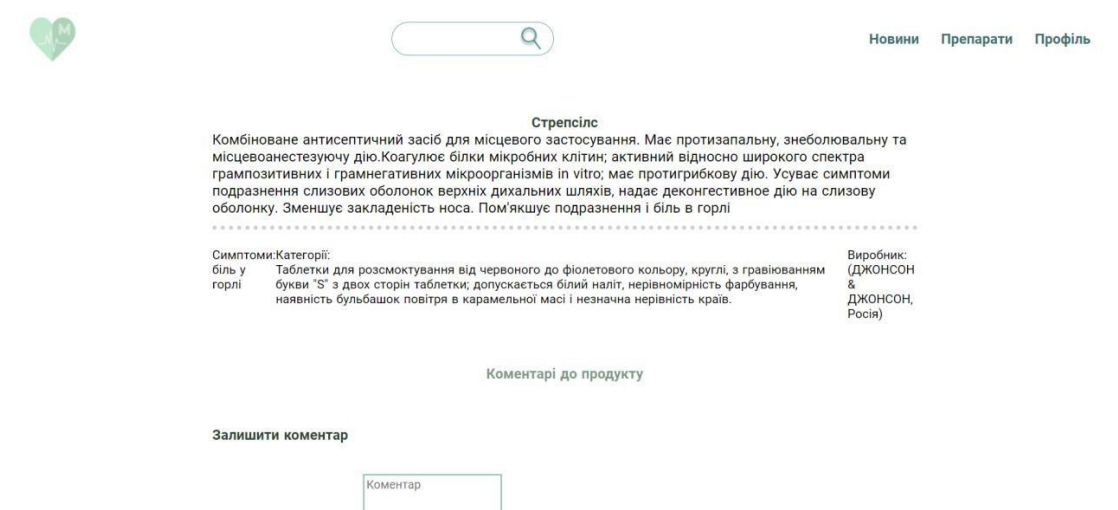 M
Новини Препарати Профіль
Стрепсілс
Комбіноване антисептичний засіб для місцевого застосування. Має протизапальну, знеболювальну та
місцевоанестезуючу дію.Коагулює білки мікробних клітин; активний відносно широкого спектра
грампозитивних і грамнегативних мікроорганізмів in vitro; має протигрибкову дію. Усуває симптоми
подразнення слизових оболонок верхніх дихальних шляхів, надає деконгестивное дію на слизову
оболонку. Зменшує закладеність носа. Пом'якшує подразнення і біль в горлі
Симптоми:
біль у
горлі
Категорії:
Таблетки для розсмоктування від червоного до фіолетового кольору, круглі, з гравіюванням
букви "S" з двох сторін таблетки; допускається білий наліт, нерівномірність фарбування,
наявність бульбашок повітря в карамельної масі і незначна нерівність країв.
Виробник:
(ДЖОНСОН
&
ДЖОНСОН,
Росія)
Коментарі до продукту
Залишити коментар
Коментар